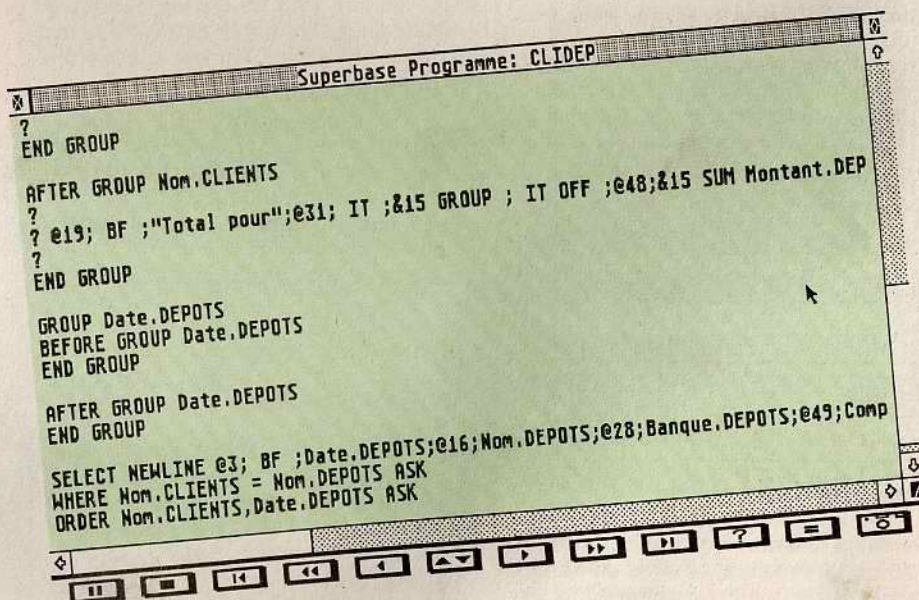 Superbase Programme: CLIDEP
?
END GROUP
AFTER GROUP Nom.CLIENTS
?
? @19; BF ;"Total pour";@31; IT ;&15 GROUP ; IT OFF ;@48;&15 SUM Montant.DEP
?
END GROUP
GROUP Date.DEPOTS
BEFORE GROUP Date.DEPOTS
END GROUP
AFTER GROUP Date.DEPOTS
END GROUP
SELECT NEWLINE @3; BF ;Date.DEPOTS;@16;Nom.DEPOTS;@28;Banque.DEPOTS;@49;Comp
WHERE Nom.CLIENTS = Nom.DEPOTS ASK
ORDER Nom.CLIENTS,Date.DEPOTS ASK
? =